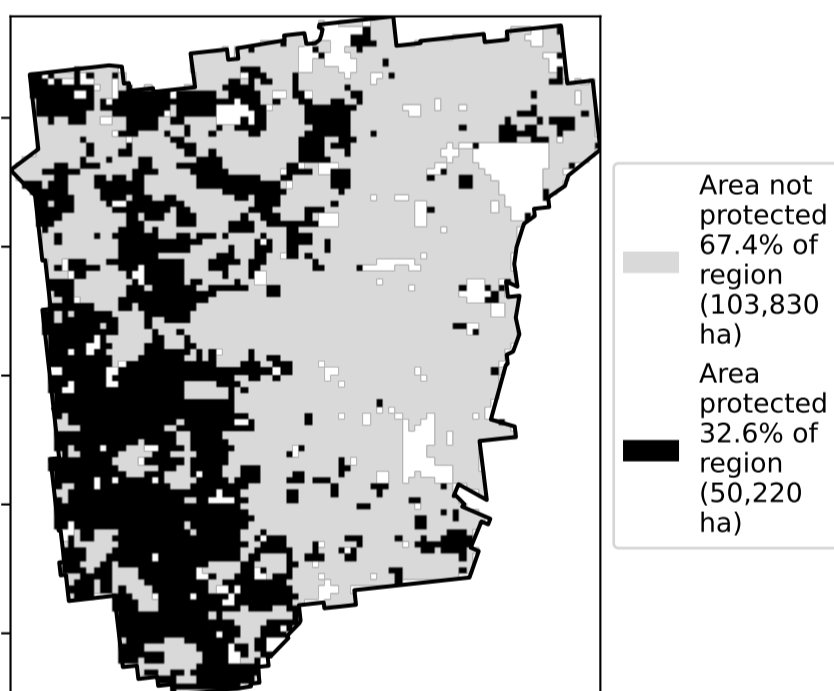 Area not
protected
67.4% of
region
(103,830
ha)
Area
protected
32.6% of
region
(50,220
ha)